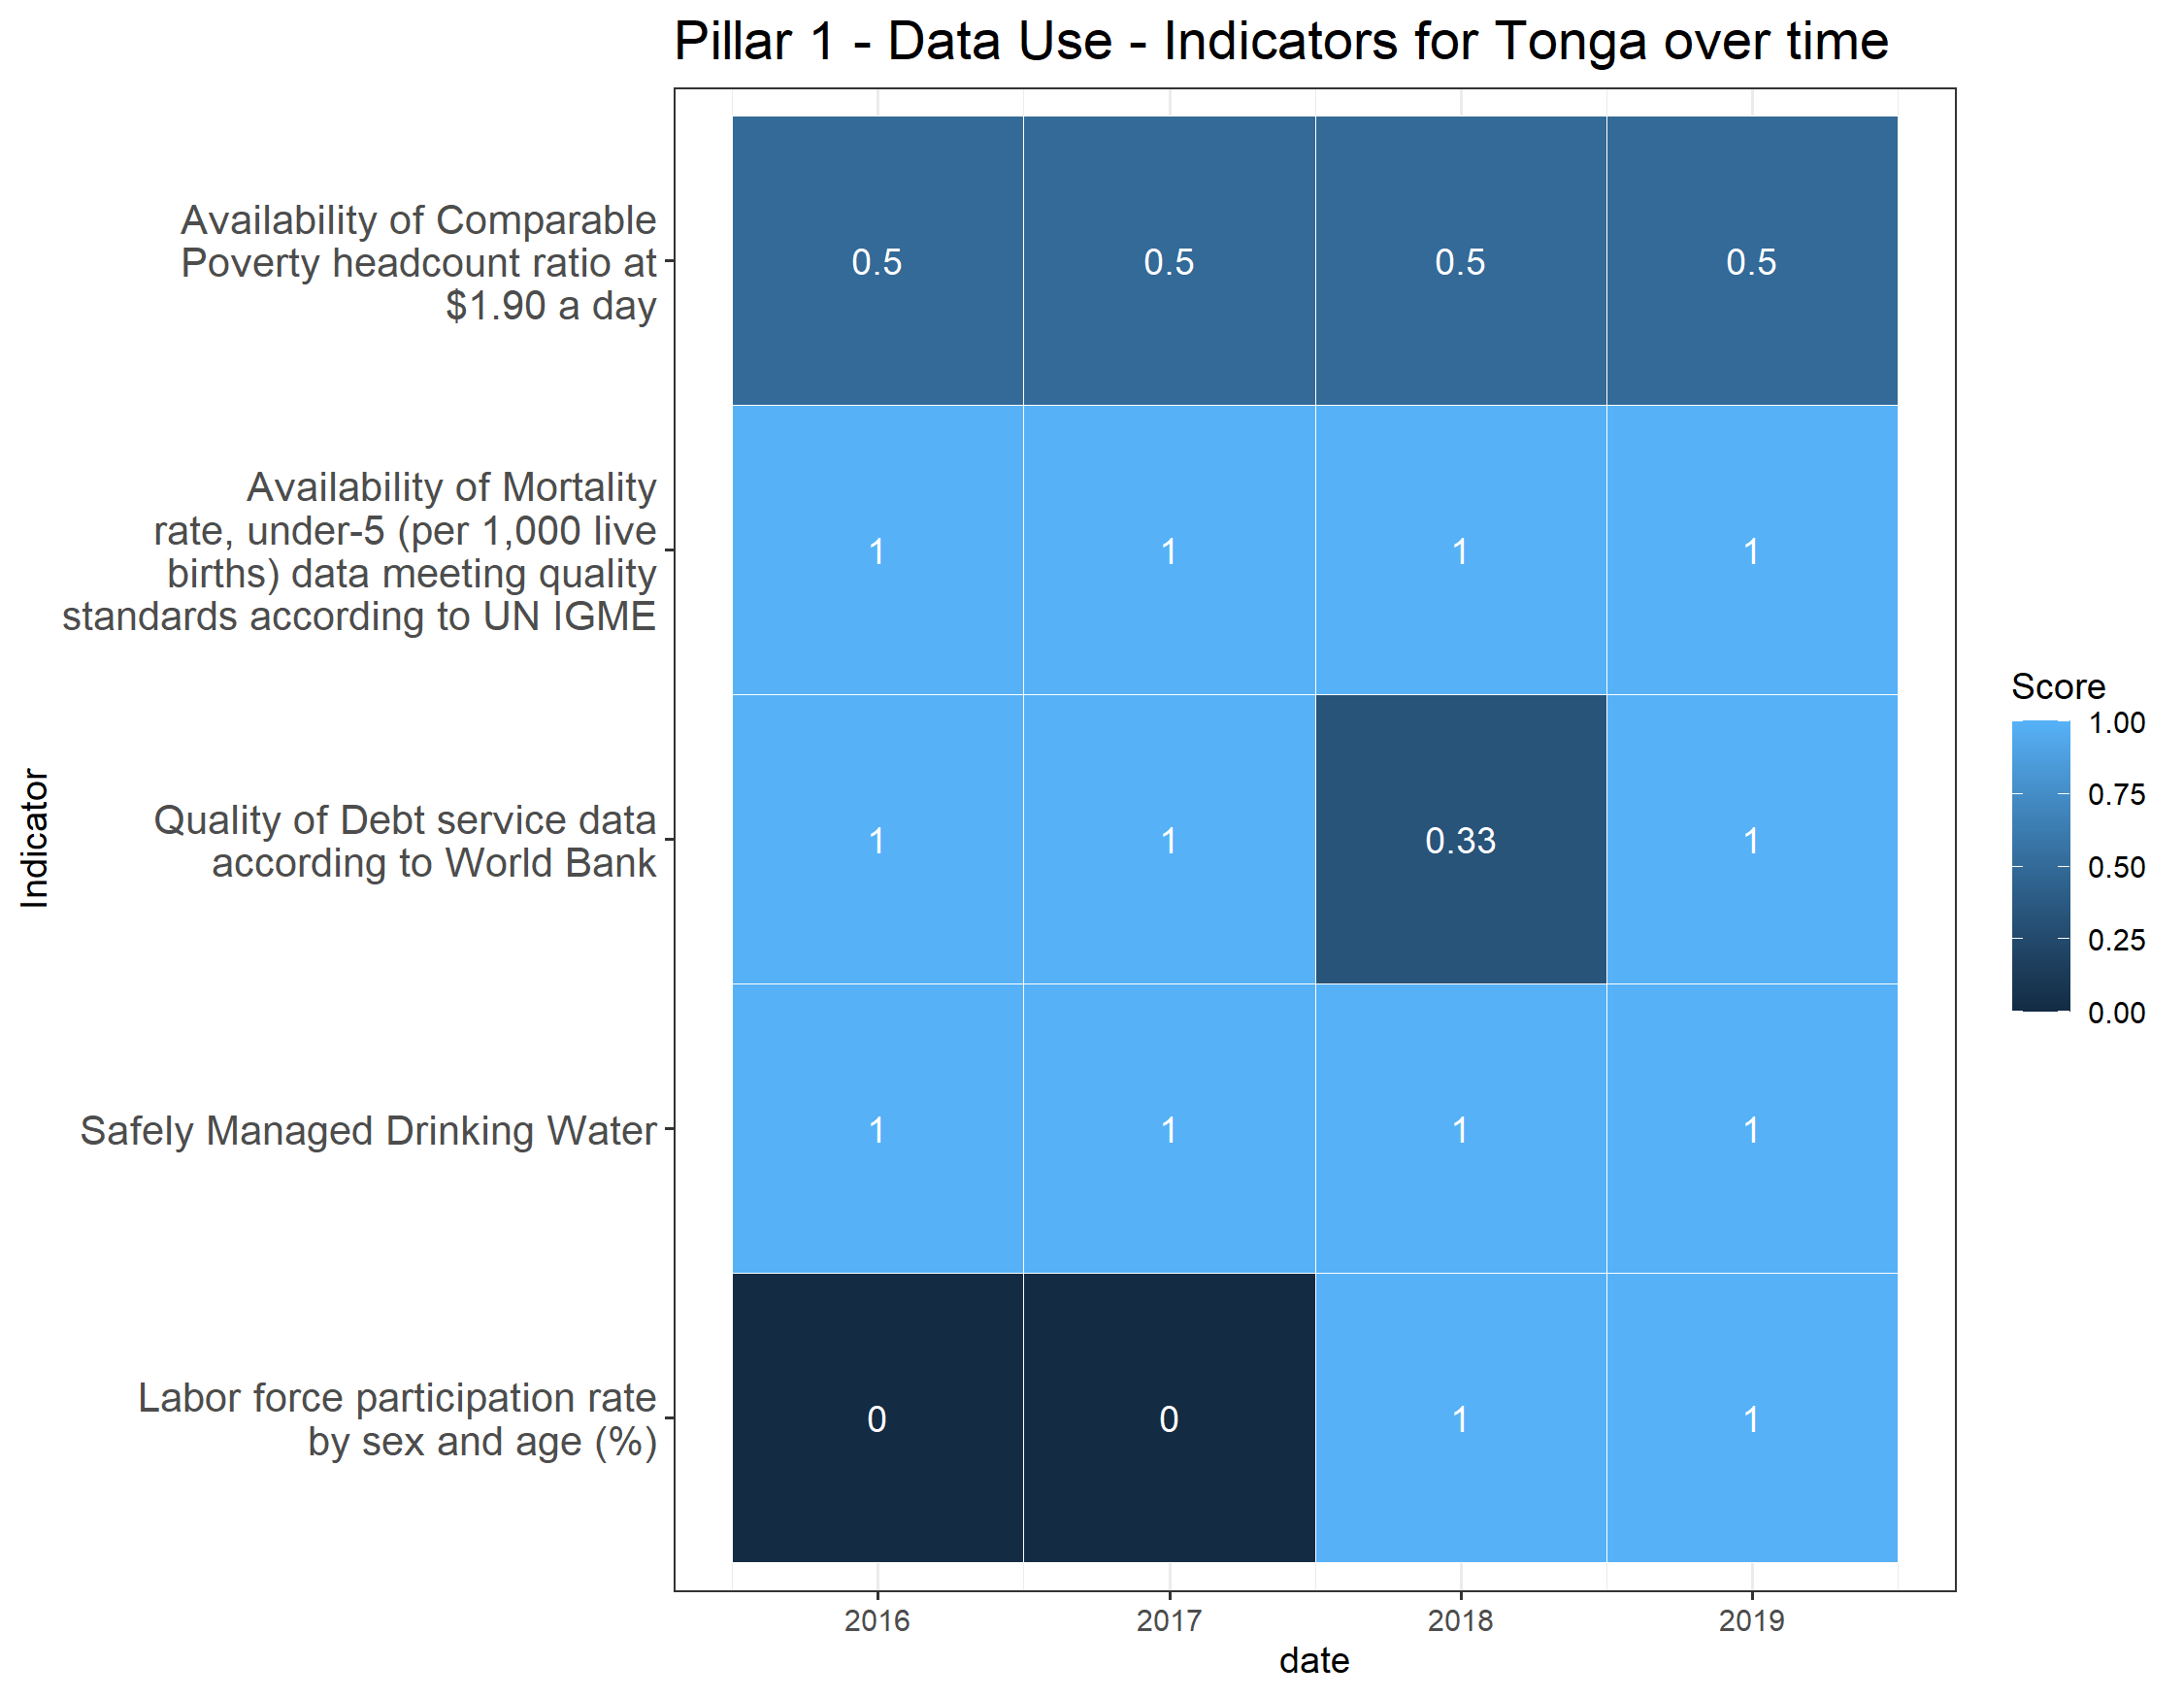 Pillar 1 - Data Use - Indicators for Tonga over time
Indicator
Availability of Comparable
Poverty headcount ratio at
$1.90 a day
0.5 0.5 0.5 0.5
Availability of Mortality
rate, under-5 (per 1,000 live
births) data meeting quality
standards according to UN IGME
1 1 1 1
Quality of Debt service data
according to World Bank
1 1 0.33 1
Safely Managed Drinking Water
1 1 1 1
Labor force participation rate
by sex and age (%)
0 0 1 1
2016 2017 2018 2019
date
Score
1.00
0.75
0.50
0.25
0.00